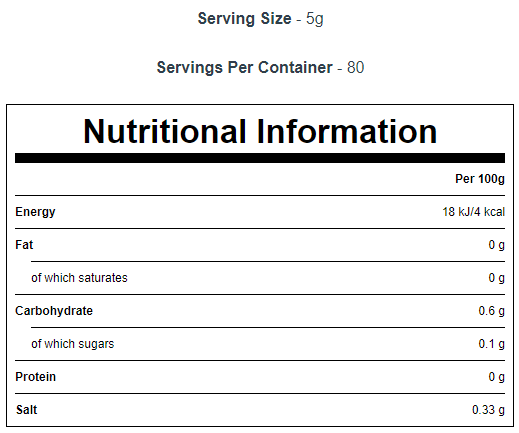 Serving Size - 5g
Servings Per Container - 80
Nutritional Information
Per 100g
Energy 18 kJ/4 kcal
Fat 0 g
of which saturates 0 g
Carbohydrate 0.6 g
of which sugars 0.1 g
Protein 0 g
Salt 0.33 g